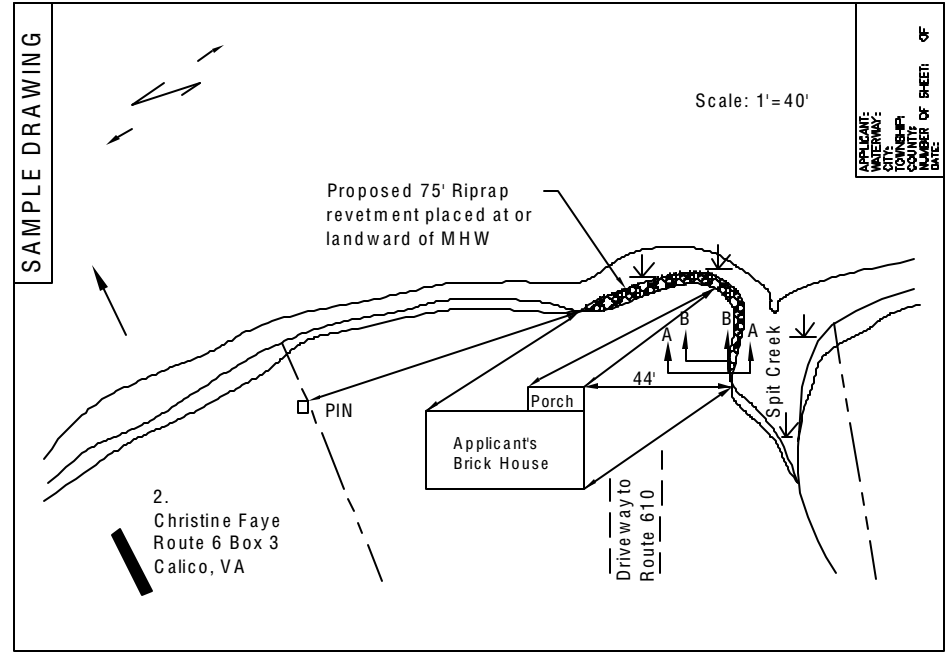 SAMPLE DRAWING
Scale: 1'=40'
APPLICANT:
WATERWAY:
CITY:
TOWNSHIP:
COUNTY:
NUMBER OF SHEET: OF
DATE:
Proposed 75' Riprap
revetment placed at or
landward of MHW
B
B
A
A
44'
Spit Creek
PIN
Porch
Applicant's
Brick House
Driveway to
Route 610
2.
Christine Faye
Route 6 Box 3
Calico, VA